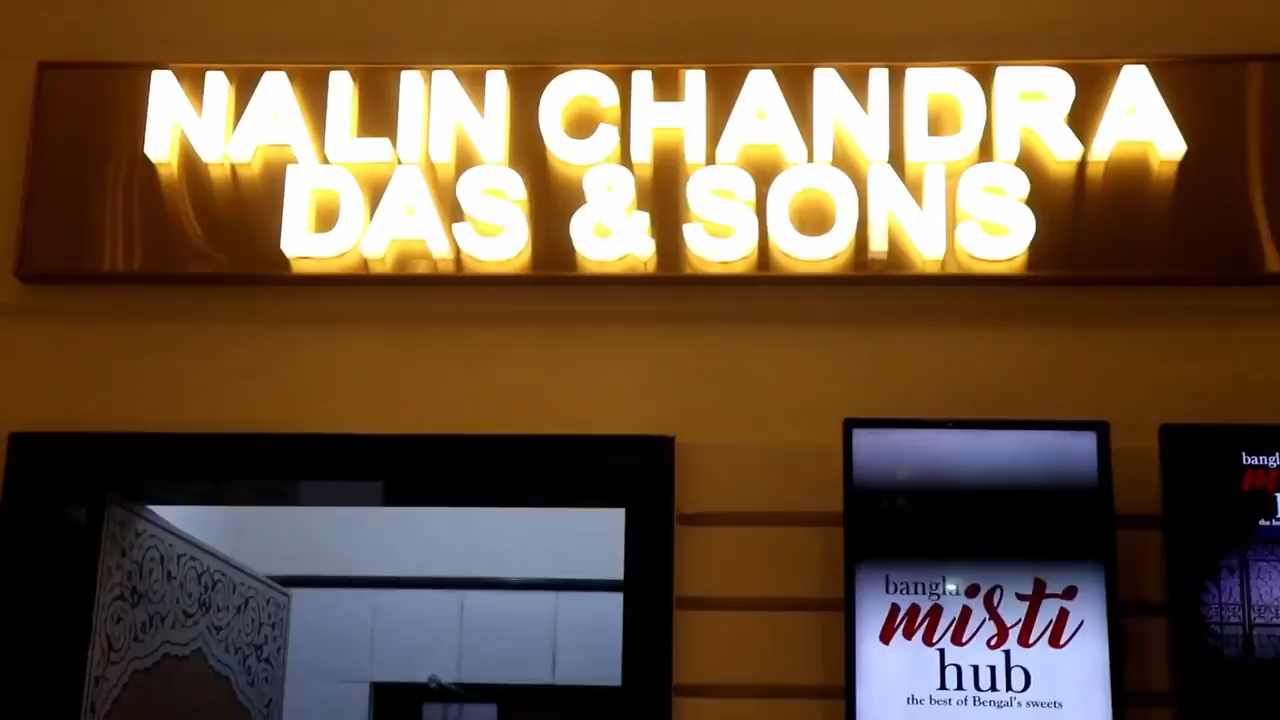 NALIN CHANDRA
DAS & SONS
bangla
misti
hub
the best of Bengal's sweets